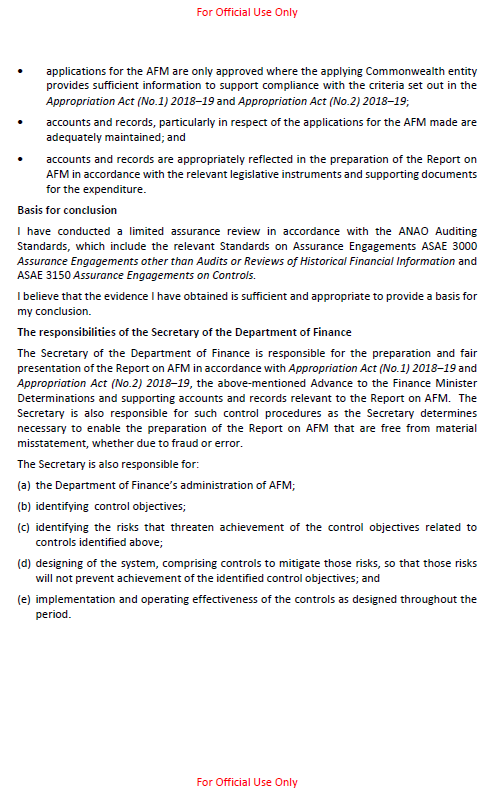 For Official Use Only
• applications for the AFM are only approved where the applying Commonwealth entity
provides sufficient information to support compliance with the criteria set out in the
Appropriation Act (No.1) 2018–19 and Appropriation Act (No.2) 2018–19;
• accounts and records, particularly in respect of the applications for the AFM made are
adequately maintained; and
• accounts and records are appropriately reflected in the preparation of the Report on
AFM in accordance with the relevant legislative instruments and supporting documents
for the expenditure.
Basis for conclusion
I have conducted a limited assurance review in accordance with the ANAO Auditing
Standards, which include the relevant Standards on Assurance Engagements ASAE 3000
Assurance Engagements other than Audits or Reviews of Historical Financial Information and
ASAE 3150 Assurance Engagements on Controls.
I believe that the evidence I have obtained is sufficient and appropriate to provide a basis for
my conclusion.
The responsibilities of the Secretary of the Department of Finance
The Secretary of the Department of Finance is responsible for the preparation and fair
presentation of the Report on AFM in accordance with Appropriation Act (No.1) 2018–19 and
Appropriation Act (No.2) 2018–19, the above-mentioned Advance to the Finance Minister
Determinations and supporting accounts and records relevant to the Report on AFM. The
Secretary is also responsible for such control procedures as the Secretary determines
necessary to enable the preparation of the Report on AFM that are free from material
misstatement, whether due to fraud or error.
The Secretary is also responsible for:
(a) the Department of Finance's administration of AFM;
(b) identifying control objectives;
(c) identifying the risks that threaten achievement of the control objectives related to
controls identified above;
(d) designing of the system, comprising controls to mitigate those risks, so that those risks
will not prevent achievement of the identified control objectives; and
(e) implementation and operating effectiveness of the controls as designed throughout the
period.
For Official Use Only